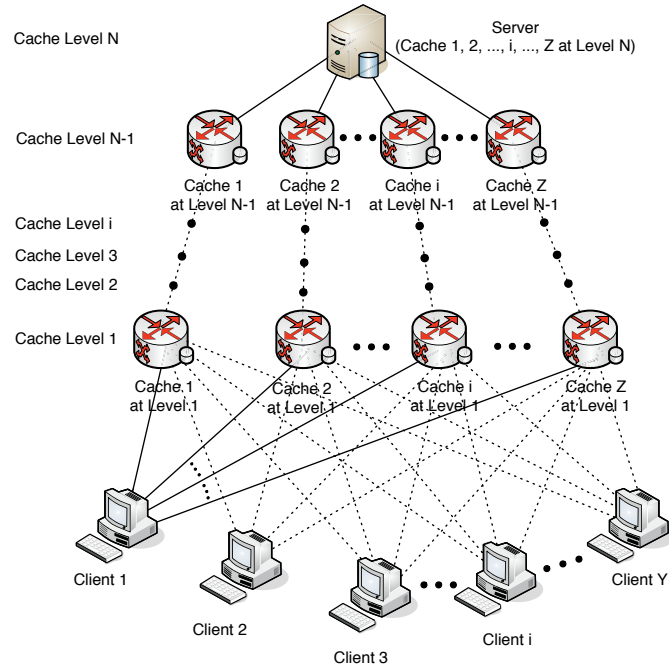 Cache Level N
Server
(Cache 1, 2, ..., i, ..., Z at Level N)
Cache Level N-1
Cache 1
at Level N-1
Cache 2
at Level N-1
Cache i
at Level N-1
Cache Z
at Level N-1
Cache Level i
Cache Level 3
Cache Level 2
Cache Level 1
Cache 1
at Level 1
Cache 2
at Level 1
Cache i
at Level 1
Cache Z
at Level 1
Client 1
Client 2
Client 3
Client i
Client Y